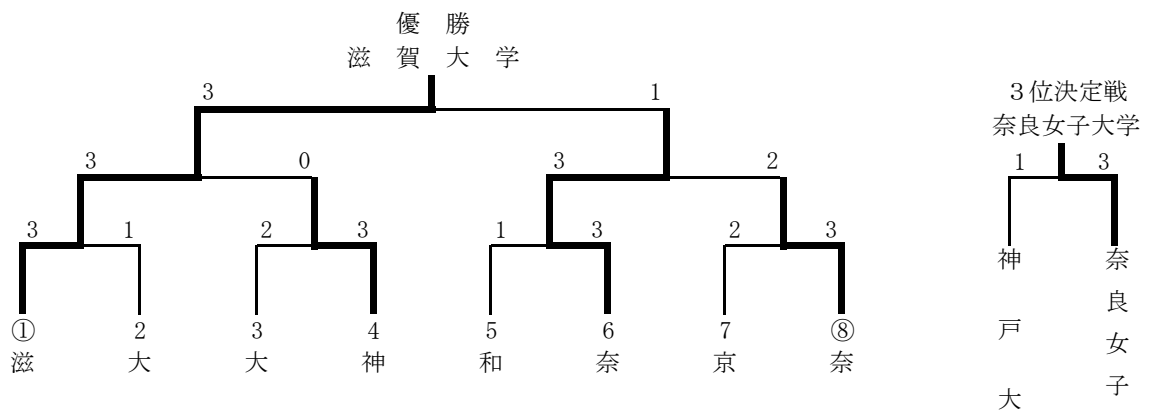 優 勝
滋 賀 大 学
3 1
3 0 3 2
3 1 2 3 1 3 2 3
① 2 3 4 5 6 7 ⑧
滋 大 大 神 和 奈 京 奈
3位決定戦
奈良女子大学
1 3
神戸大
奈良女子